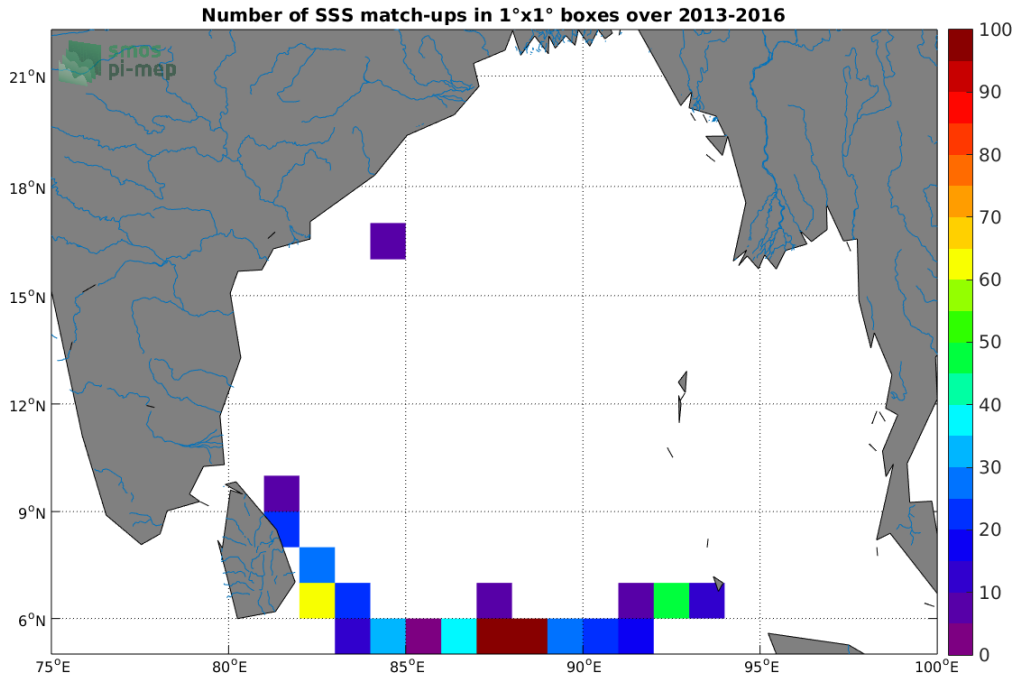 Number of SSS match-ups in 1°x1° boxes over 2013-2016
smos
pi-mep
21°N
18°N
15°N
12°N
9°N
6°N
75°E
80°E
85°E
90°E
95°E
100°E
100
90
80
70
60
50
40
30
20
10
0